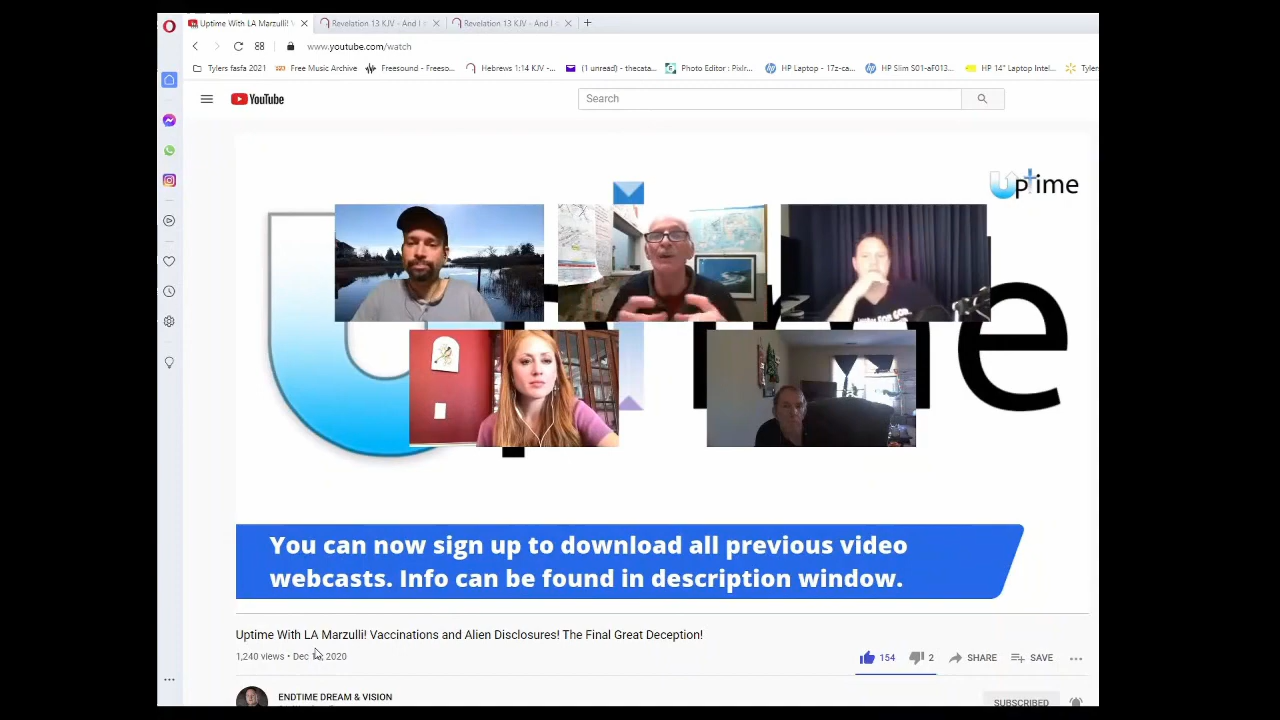 Uptime With LA Marzulli! V
Revelation 13 KJV - And I
Revelation 13 KJV - And I
www.youtube.com/watch
Tylers fasfa 2021
Free Music Archive
Freesound - Freeso...
Hebrews 1:14 KJV -...
(1 unread) - thecata...
Photo Editor : Pixlr...
HP Laptop - 17z-ca...
HP Slim S01-aF013...
HP 14" Laptop Intel...
Tyler
YouTube
Search
Uptime
You can now sign up to download all previous video
webcasts. Info can be found in description window.
Uptime With LA Marzulli! Vaccinations and Alien Disclosures! The Final Great Deception!
1,240 views • Dec 2020
154
2
SHARE
SAVE
ENDTIME DREAM & VISION
SUBSCRIBED